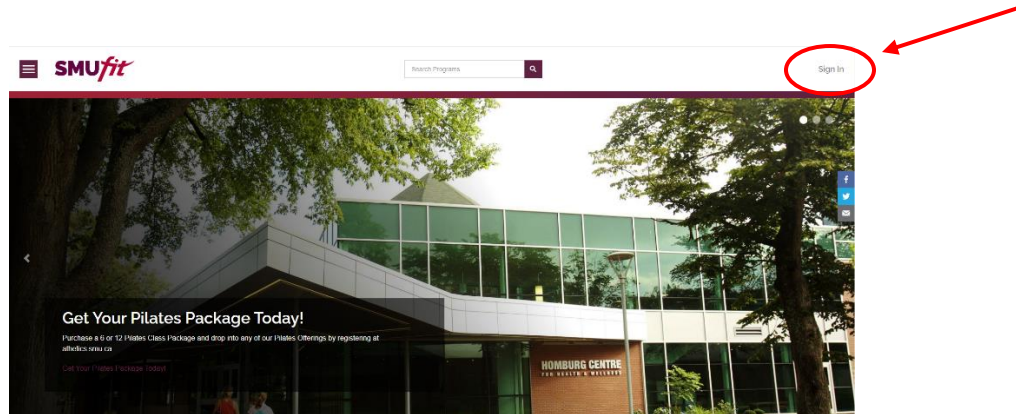 SMUfit
Search Programs
Sign In
f
Get Your Pilates Package Today!
Purchase a 6 or 12 Pilates Class Package and drop into any of our Pilates Offerings by registering at
athletics.smu.ca
Get Your Pilates Package Today!
HOMBURG CENTRE
FOR HEALTH & WELLNESS